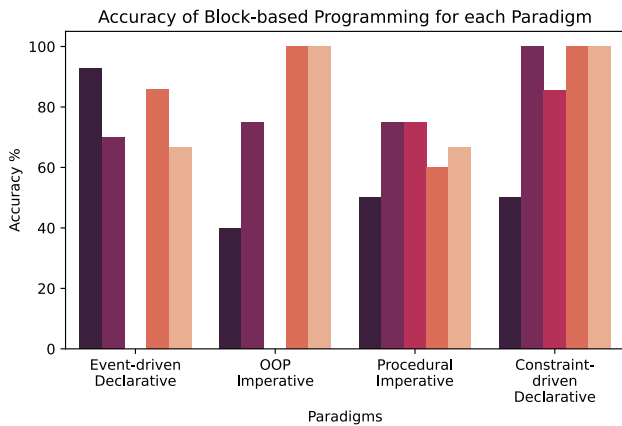 Accuracy of Block-based Programming for each Paradigm
100
80
60
40
20
0
Accuracy %
Event-driven
Declarative
OOP
Imperative
Procedural
Imperative
Constraint-
driven
Declarative
Paradigms